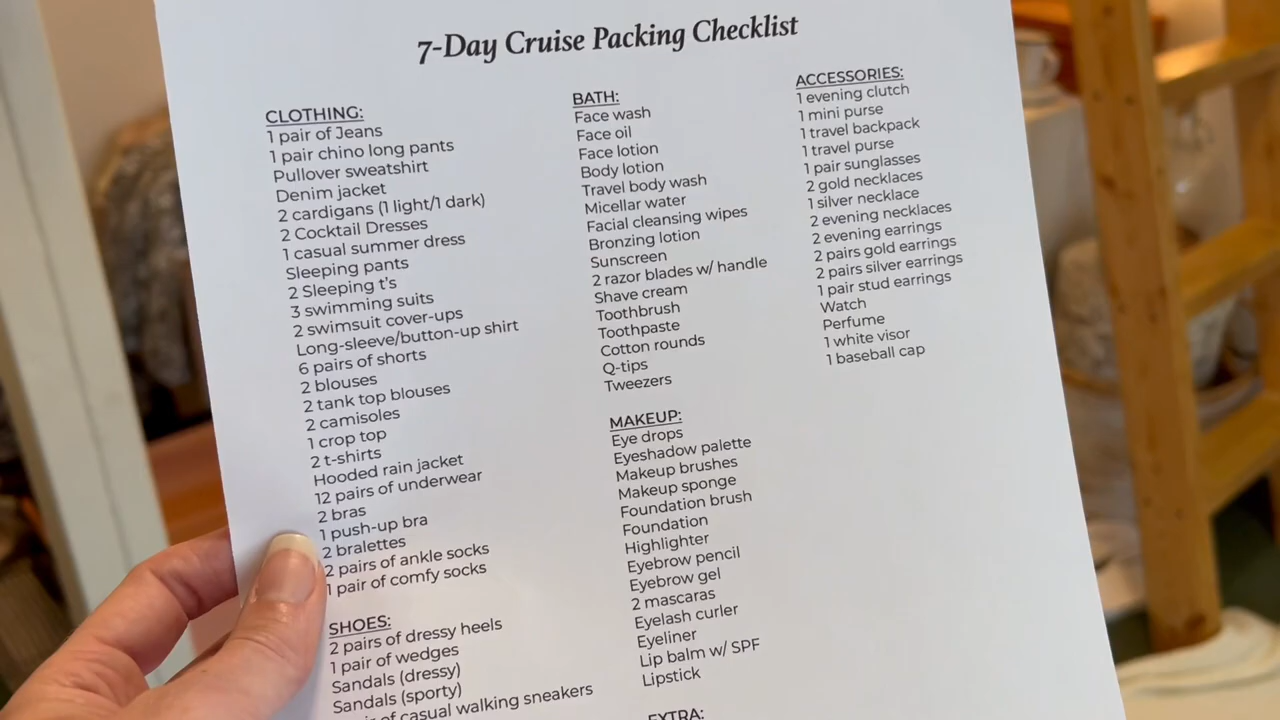 7-Day Cruise Packing Checklist
CLOTHING:
1 pair of Jeans
1 pair chino long pants
Pullover sweatshirt
Denim jacket
2 cardigans (1 light/1 dark)
2 Cocktail Dresses
1 casual summer dress
Sleeping pants
2 Sleeping t's
3 swimming suits
2 swimsuit cover-ups
Long-sleeve/button-up shirt
6 pairs of shorts
2 blouses
2 tank top blouses
2 camisoles
1 crop top
2 t-shirts
Hooded rain jacket
12 pairs of underwear
2 bras
1 push-up bra
2 bralettes
2 pairs of ankle socks
1 pair of comfy socks
SHOES:
2 pairs of dressy heels
1 pair of wedges
Sandals (dressy)
Sandals (sporty)
of casual walking sneakers
BATH:
Face wash
Face oil
Face lotion
Body lotion
Travel body wash
Micellar water
Facial cleansing wipes
Bronzing lotion
Sunscreen
2 razor blades w/ handle
Shave cream
Toothbrush
Toothpaste
Cotton rounds
Q-tips
Tweezers
MAKEUP:
Eye drops
Eyeshadow palette
Makeup brushes
Makeup sponge
Foundation brush
Foundation
Highlighter
Eyebrow pencil
Eyebrow gel
2 mascaras
Eyelash curler
Eyeliner
Lip balm w/ SPF
Lipstick
EXTRA:
ACCESSORIES:
1 evening clutch
1 mini purse
1 travel backpack
1 travel purse
1 pair sunglasses
2 gold necklaces
1 silver necklace
2 evening necklaces
2 evening earrings
2 pairs gold earrings
2 pairs silver earrings
1 pair stud earrings
Watch
Perfume
1 white visor
1 baseball cap